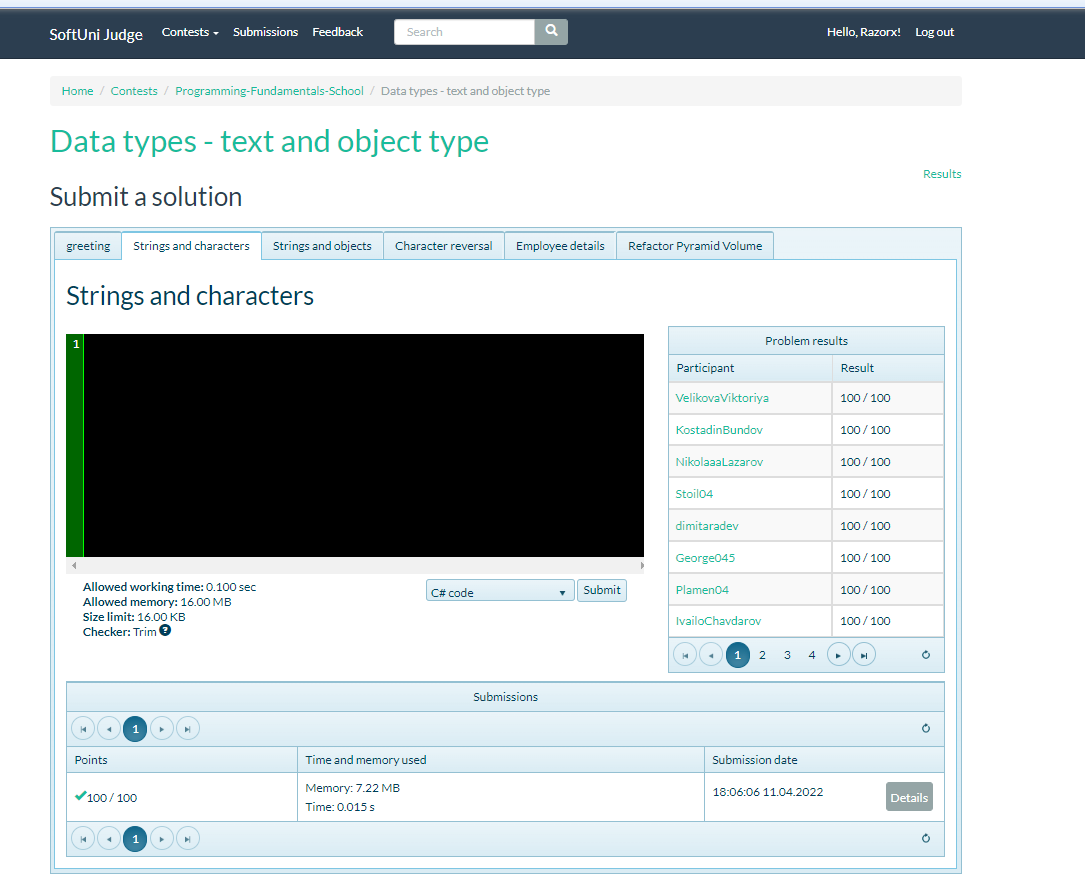 SoftUni Judge Contests Submissions Feedback Search Hello, Razorx! Log out
Home / Contests / Programming-Fundamentals-School / Data types - text and object type
Data types - text and object type
Results
Submit a solution
greeting Strings and characters Strings and objects Character reversal Employee details Refactor Pyramid Volume
Strings and characters
1
Allowed working time: 0.100 sec
Allowed memory: 16.00 MB
Size limit: 16.00 KB
Checker: Trim ?
C# code Submit
Problem results
Participant Result
VelikovaViktoriya 100 / 100
KostadinBundov 100 / 100
NikolaaaLazarov 100 / 100
Stoil04 100 / 100
dimitaradev 100 / 100
George045 100 / 100
Plamen04 100 / 100
IvailoChavdarov 100 / 100
1 2 3 4
Submissions
1
Points Time and memory used Submission date
100 / 100 Memory: 7.22 MB 18:06:06 11.04.2022 Details
Time: 0.015 s
1